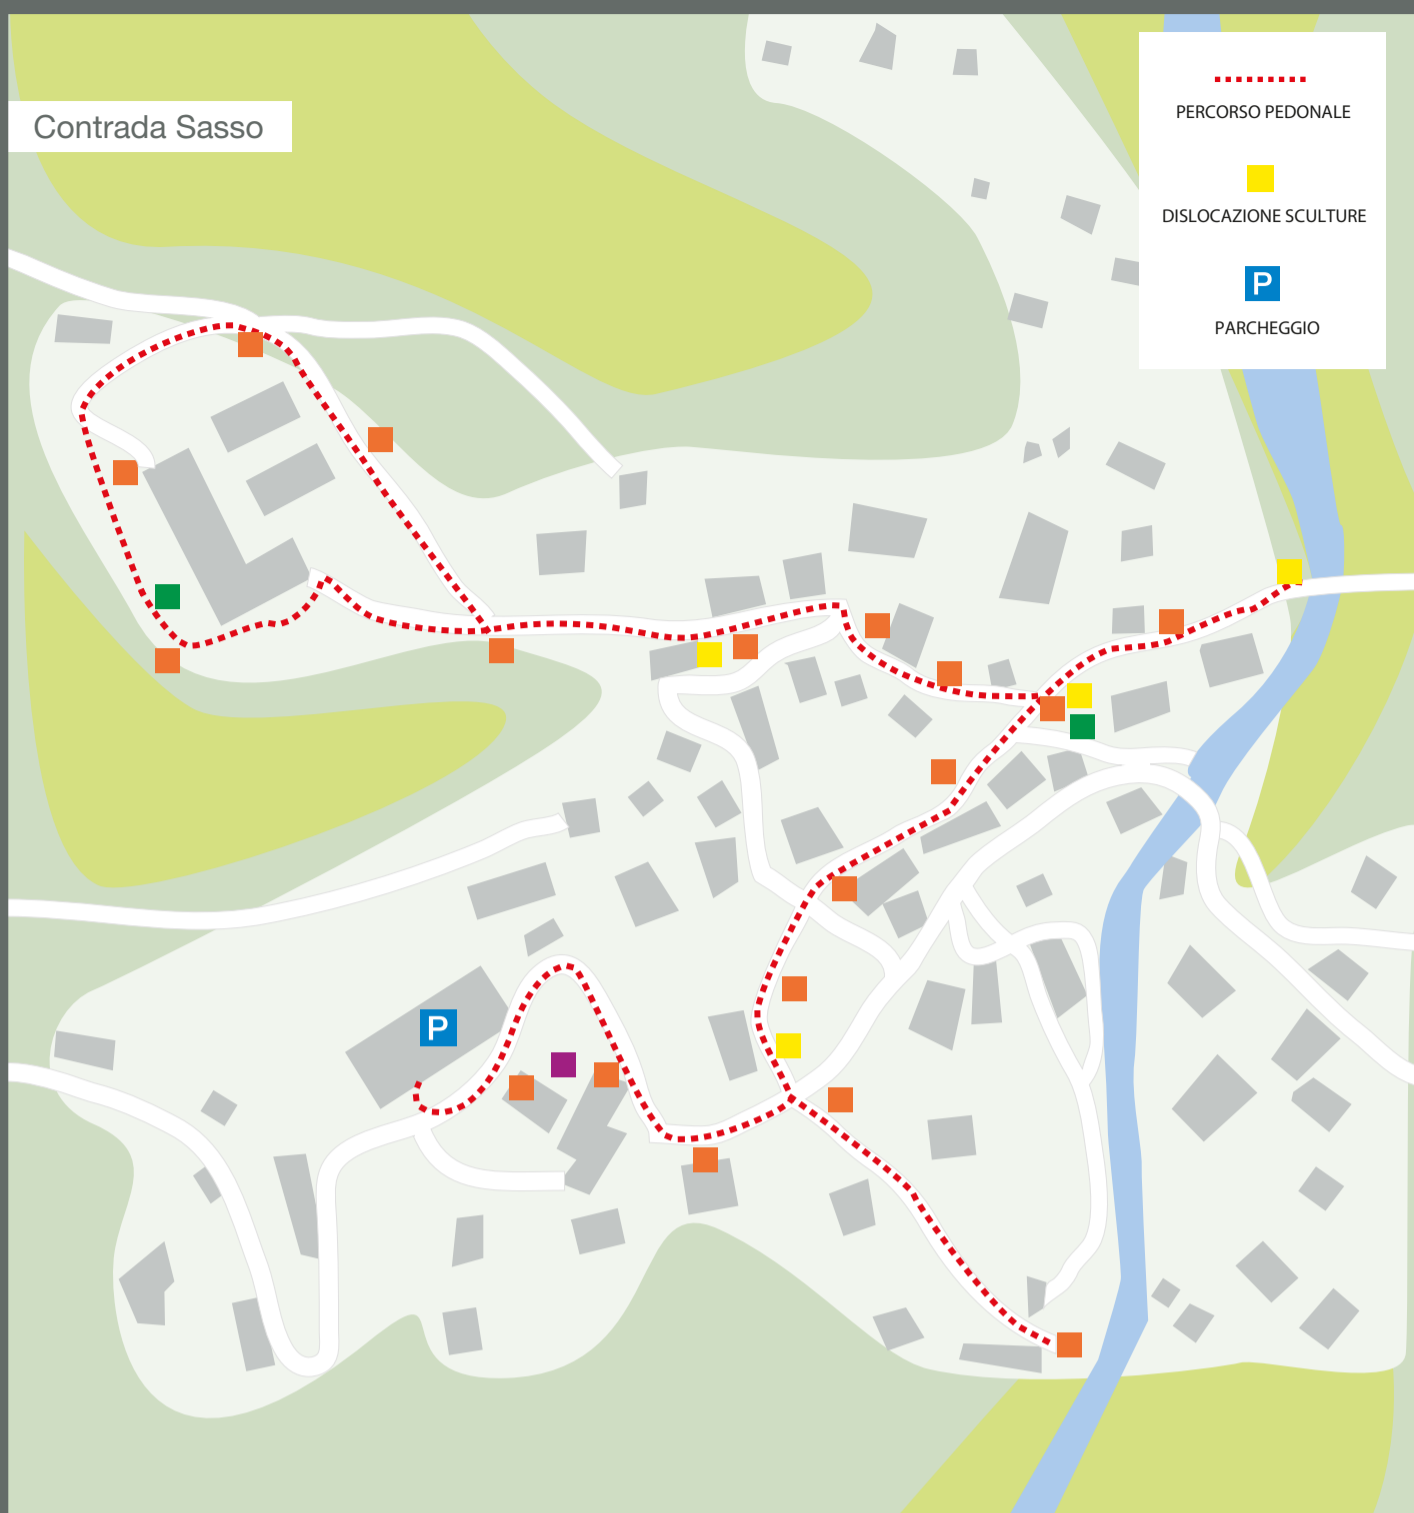 Contrada Sasso
PERCORSO PEDONALE
DISLOCAZIONE SCULTURE
P
PARCHEGGIO
P